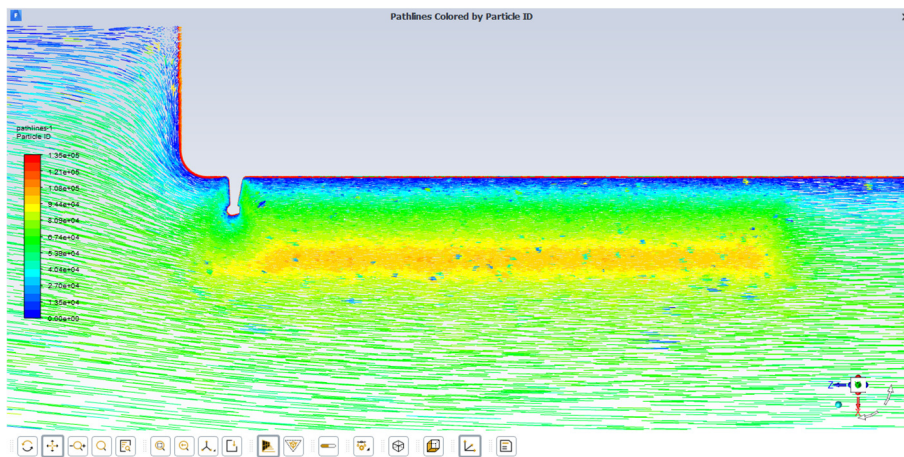 Pathlines Colored by Particle ID
pathlines-1
Particle ID
1.35e+05
1.21e+05
1.08e+05
9.44e+04
8.09e+04
6.74e+04
5.39e+04
4.04e+04
2.70e+04
1.35e+04
0.00e+00
Z